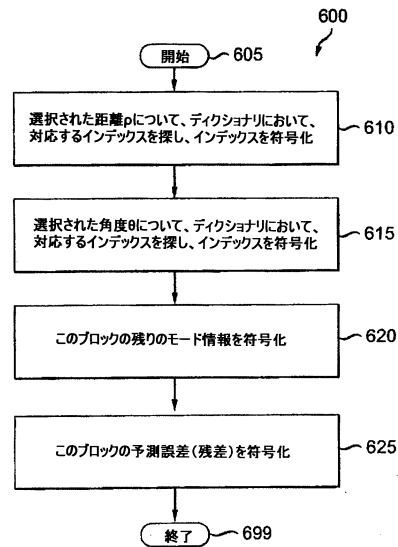 600
開始
605
選択された距離ρについて、ディクショナリにおいて、
対応するインデックスを探し、インデックスを符号化
610
選択された角度θについて、ディクショナリにおいて、
対応するインデックスを探し、インデックスを符号化
615
このブロックの残りのモード情報を符号化
620
このブロックの予測誤差(残差)を符号化
625
終了
699